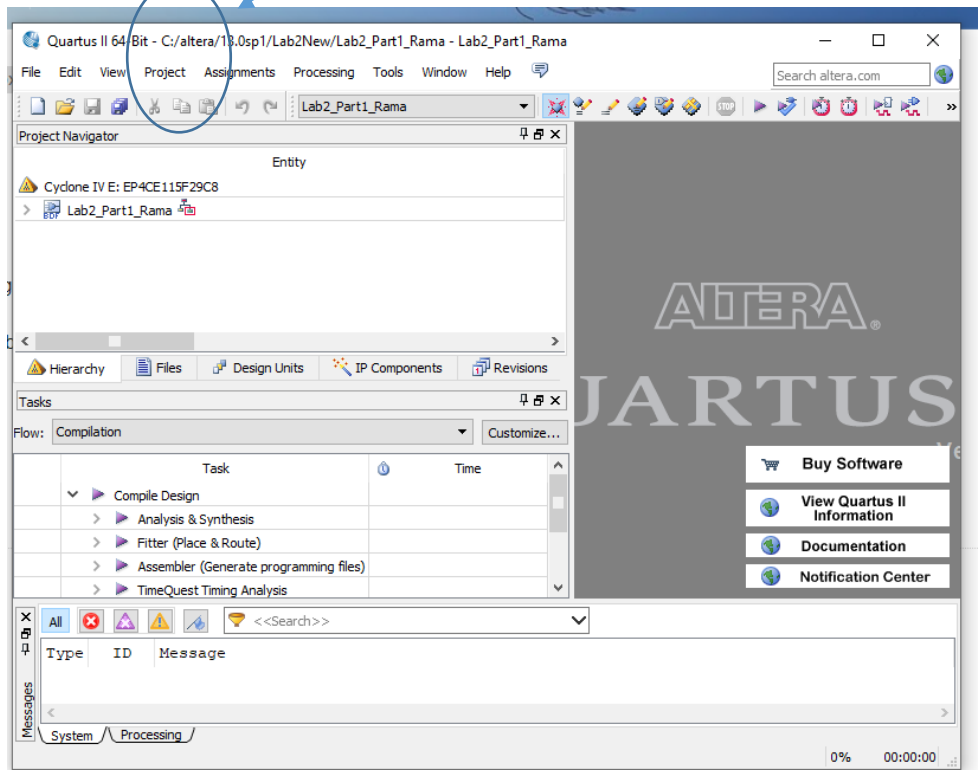 Quartus II 64-Bit - C:/altera/13.0sp1/Lab2New/Lab2_Part1_Rama - Lab2_Part1_Rama
File Edit View Project Assignments Processing Tools Window Help
Search altera.com
Lab2_Part1_Rama
STOP
»
Project Navigator
Entity
Cyclone IV E: EP4CE115F29C8
BDF Lab2_Part1_Rama
Hierarchy Files Design Units IP Components Revisions
Tasks
Flow: Compilation Customize...
Task Time
Compile Design
Analysis & Synthesis
Fitter (Place & Route)
Assembler (Generate programming files)
TimeQuest Timing Analysis
ALTERA®
UARTUS
Ve
Buy Software
View Quartus II
Information
Documentation
Notification Center
All <<Search>>
Type ID Message
Messages
System Processing
0% 00:00:00